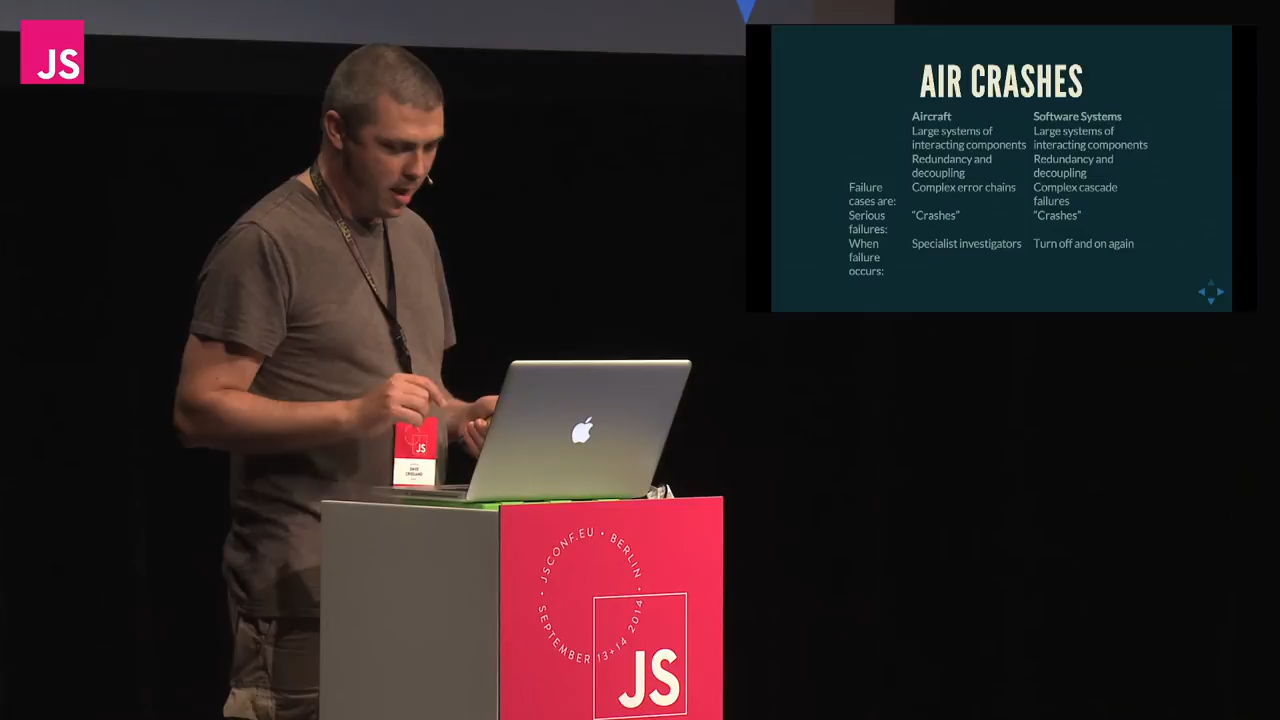 JS
AIR CRASHES
Aircraft Software Systems
Large systems of Large systems of
interacting components interacting components
Redundancy and Redundancy and
decoupling decoupling
Failure Complex error chains Complex cascade
cases are: failures
Serious “Crashes” “Crashes”
failures:
When Specialist investigators Turn off and on again
failure
occurs:
JS
JSCONF.EU • BERLIN • SEPTEMBER 13+14 2014 •
JS